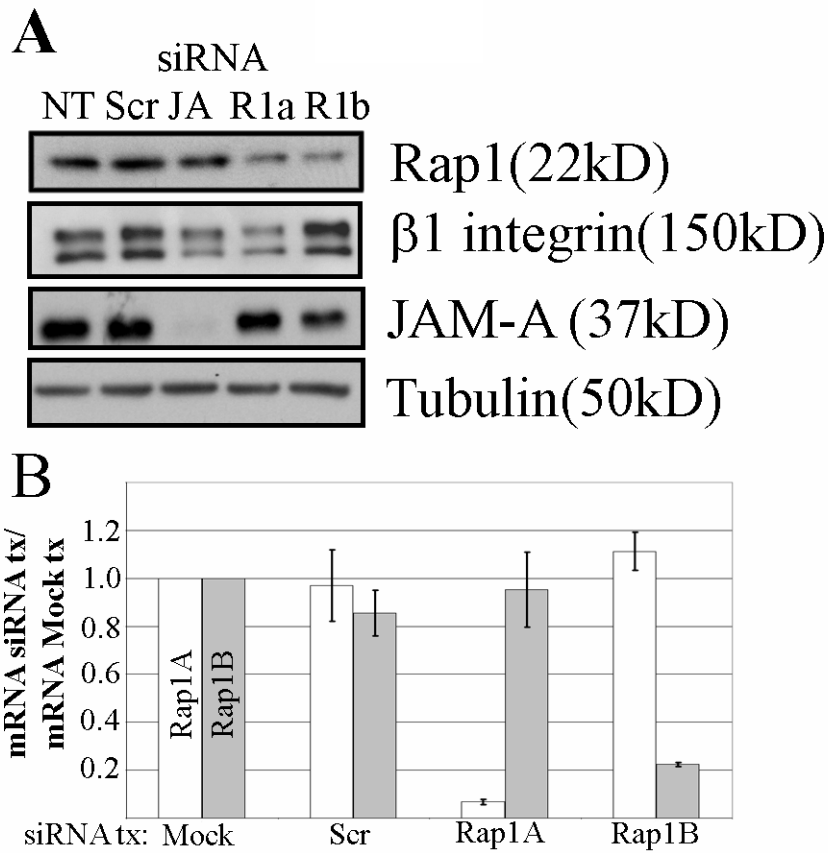 A
siRNA
NT Scr JA R1a R1b
Rap1(22kD)
β1 integrin(150kD)
JAM-A (37kD)
Tubulin(50kD)
B
mRNA siRNA tx/
mRNA Mock tx
1.2
1.0
0.8
0.6
0.4
0.2
Rap1A
Rap1B
siRNA tx: Mock Scr Rap1A Rap1B